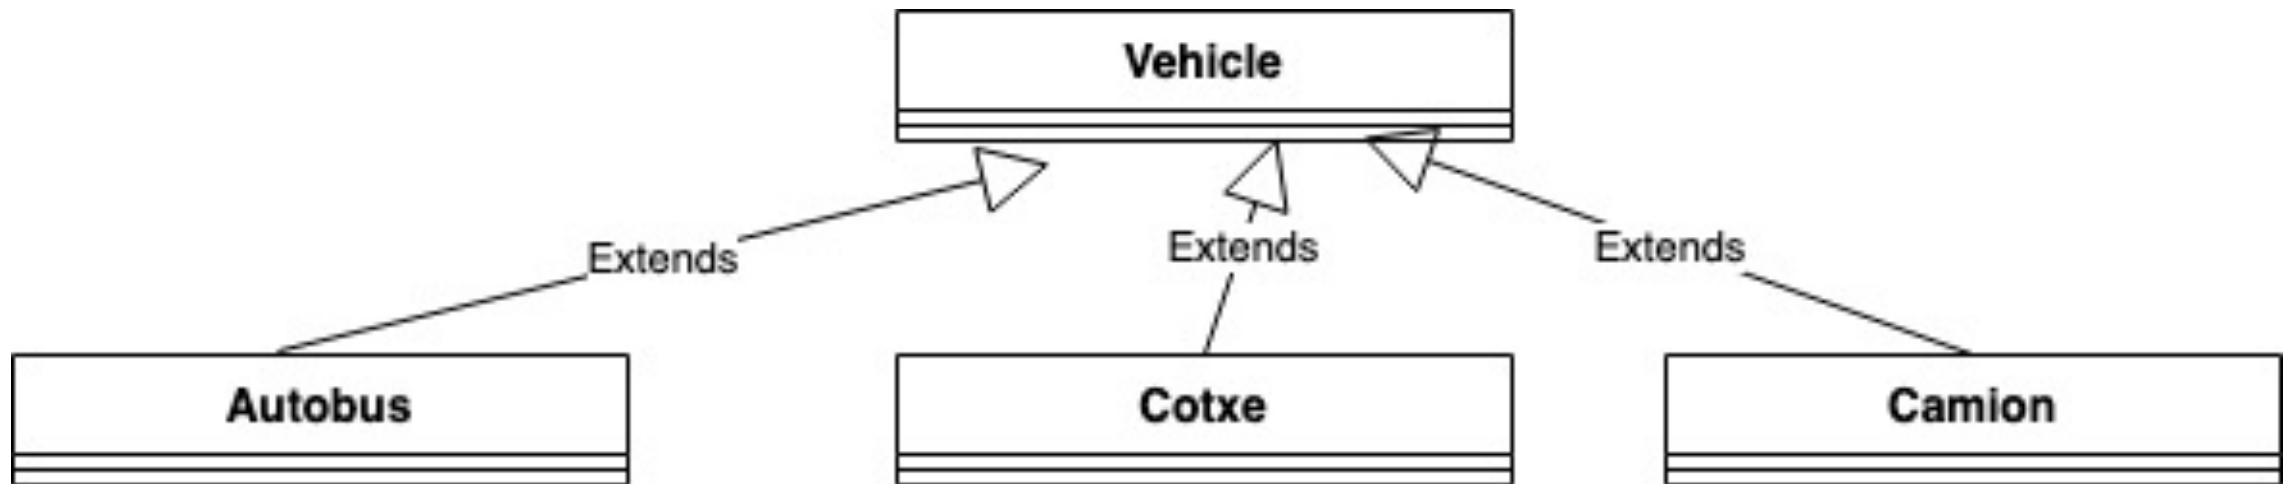 Vehicle
Extends
Extends
Extends
Autobus
Cotxe
Camion